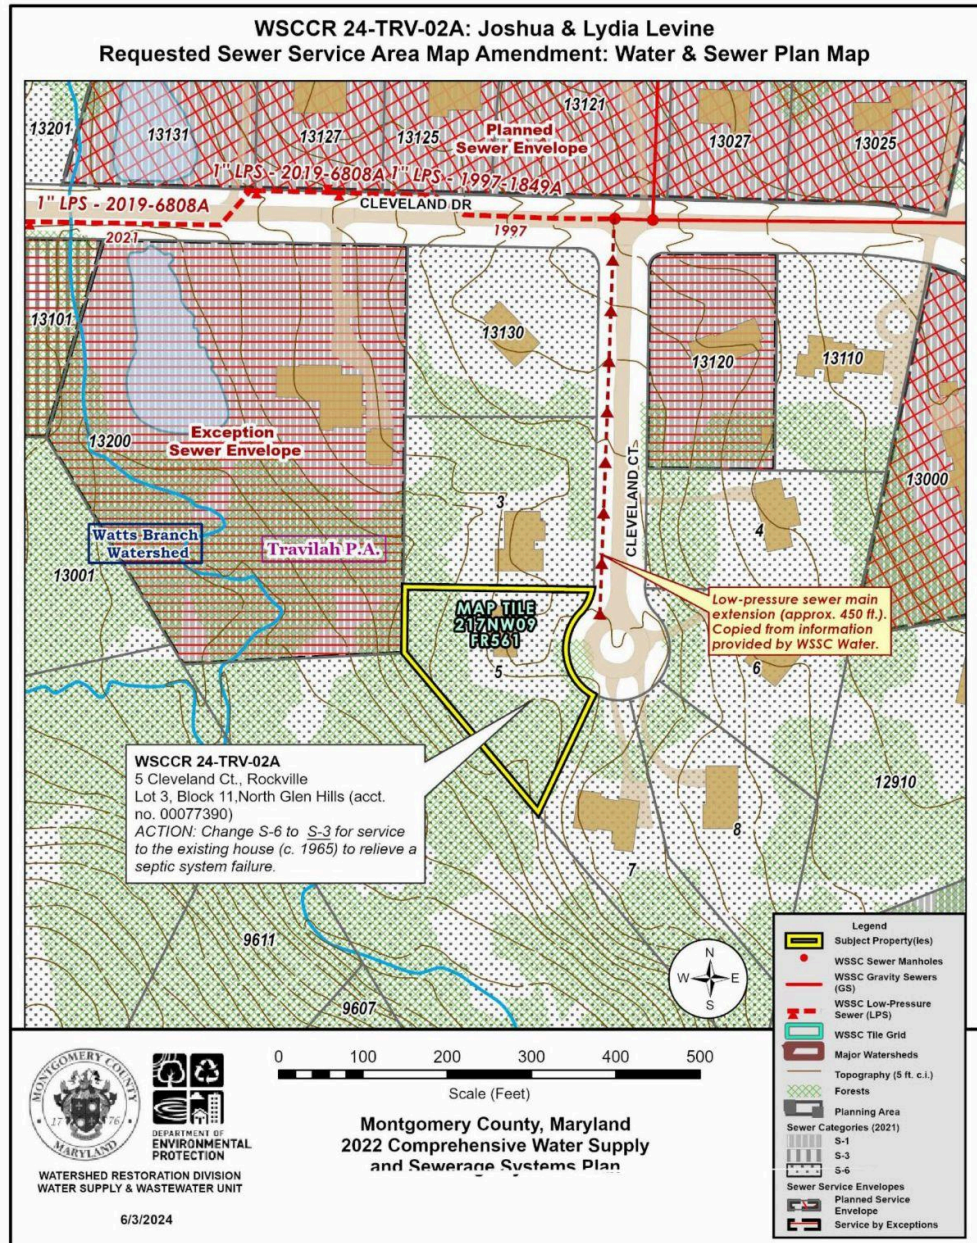 WSCCR 24-TRV-02A: Joshua & Lydia Levine
Requested Sewer Service Area Map Amendment: Water & Sewer Plan Map
13201
13131
13127
13125
13121
13027
13025
Planned
Sewer Envelope
1" LPS - 2019-6808A
1" LPS - 2019-6808A
1" LPS - 1997-1849A
CLEVELAND DR
2021
1997
13101
13130
13120
13110
13200
Exception
Sewer Envelope
13000
CLEVELAND CT
3
4
Watts Branch
Watershed
Travilah P.A.
13001
MAP TILE
217NW09
FR561
5
Low-pressure sewer main
extension (approx. 450 ft.).
Copied from information
provided by WSSC Water.
6
WSCCR 24-TRV-02A
5 Cleveland Ct., Rockville
Lot 3, Block 11,North Glen Hills (acct.
no. 00077390)
ACTION: Change S-6 to S-3 for service
to the existing house (c. 1965) to relieve a
septic system failure.
12910
7
8
9611
9607
N
W
E
S
Legend
Subject Property(ies)
WSSC Sewer Manholes
WSSC Gravity Sewers
(GS)
WSSC Low-Pressure
Sewer (LPS)
WSSC Tile Grid
Major Watersheds
Topography (5 ft. c.i.)
Forests
Planning Area
Sewer Categories (2021)
S-1
S-3
S-6
Sewer Service Envelopes
Planned Service
Envelope
Service by Exceptions
MONTGOMERY COUNTY
17 76
MARYLAND
DEPARTMENT OF
ENVIRONMENTAL
PROTECTION
WATERSHED RESTORATION DIVISION
WATER SUPPLY & WASTEWATER UNIT
6/3/2024
0 100 200 300 400 500
Scale (Feet)
Montgomery County, Maryland
2022 Comprehensive Water Supply
and Sewerage Systems Plan